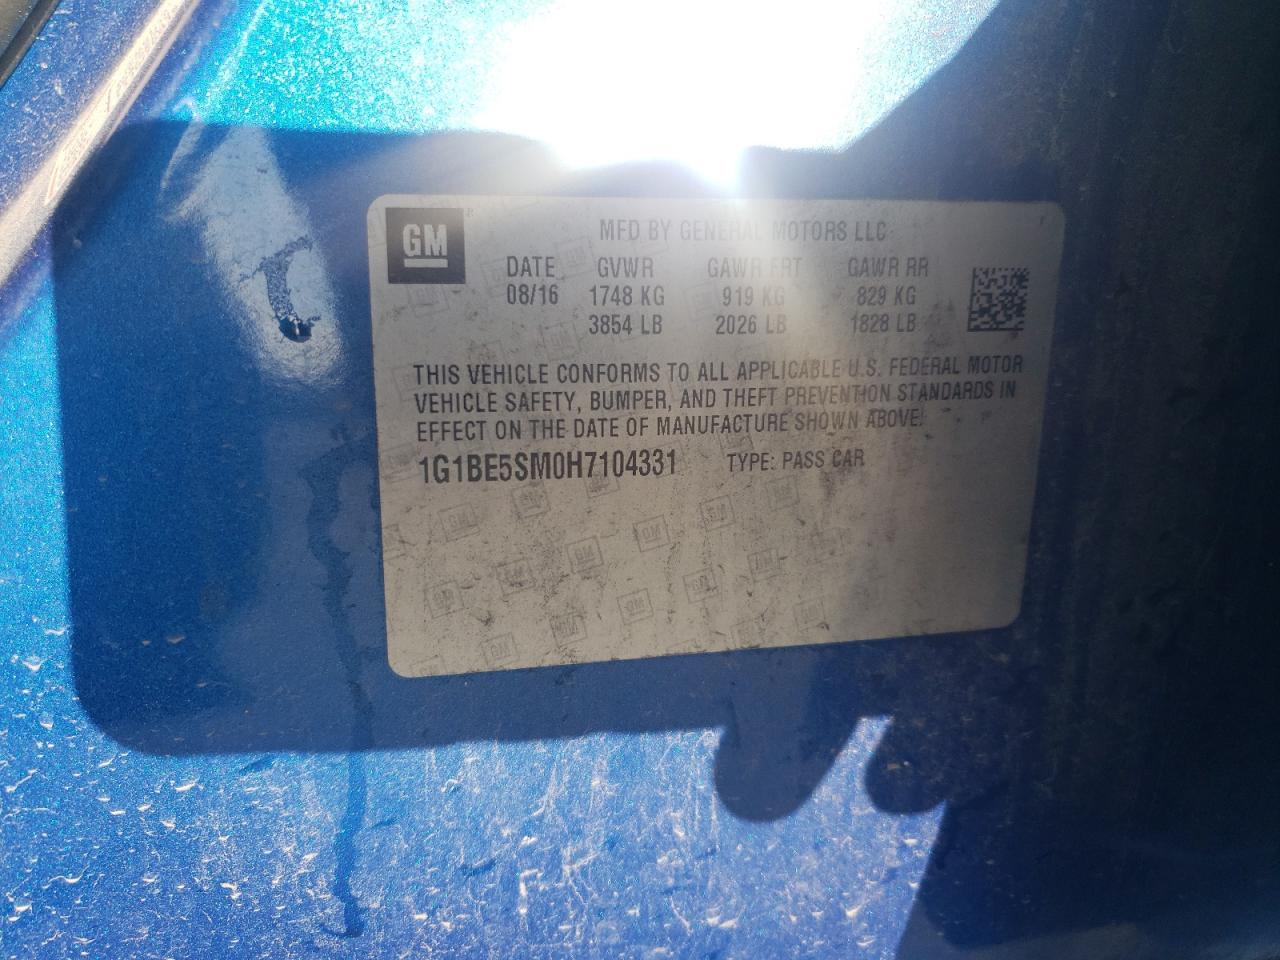 GM
MFD BY GENERAL MOTORS LLC
DATE GVWR GAWR FRT GAWR RR
08/16 1748 KG 919 KG 829 KG
3854 LB 2026 LB 1828 LB
THIS VEHICLE CONFORMS TO ALL APPLICABLE U.S. FEDERAL MOTOR
VEHICLE SAFETY, BUMPER, AND THEFT PREVENTION STANDARDS IN
EFFECT ON THE DATE OF MANUFACTURE SHOWN ABOVE.
1G1BE5SM0H7104331 TYPE: PASS CAR